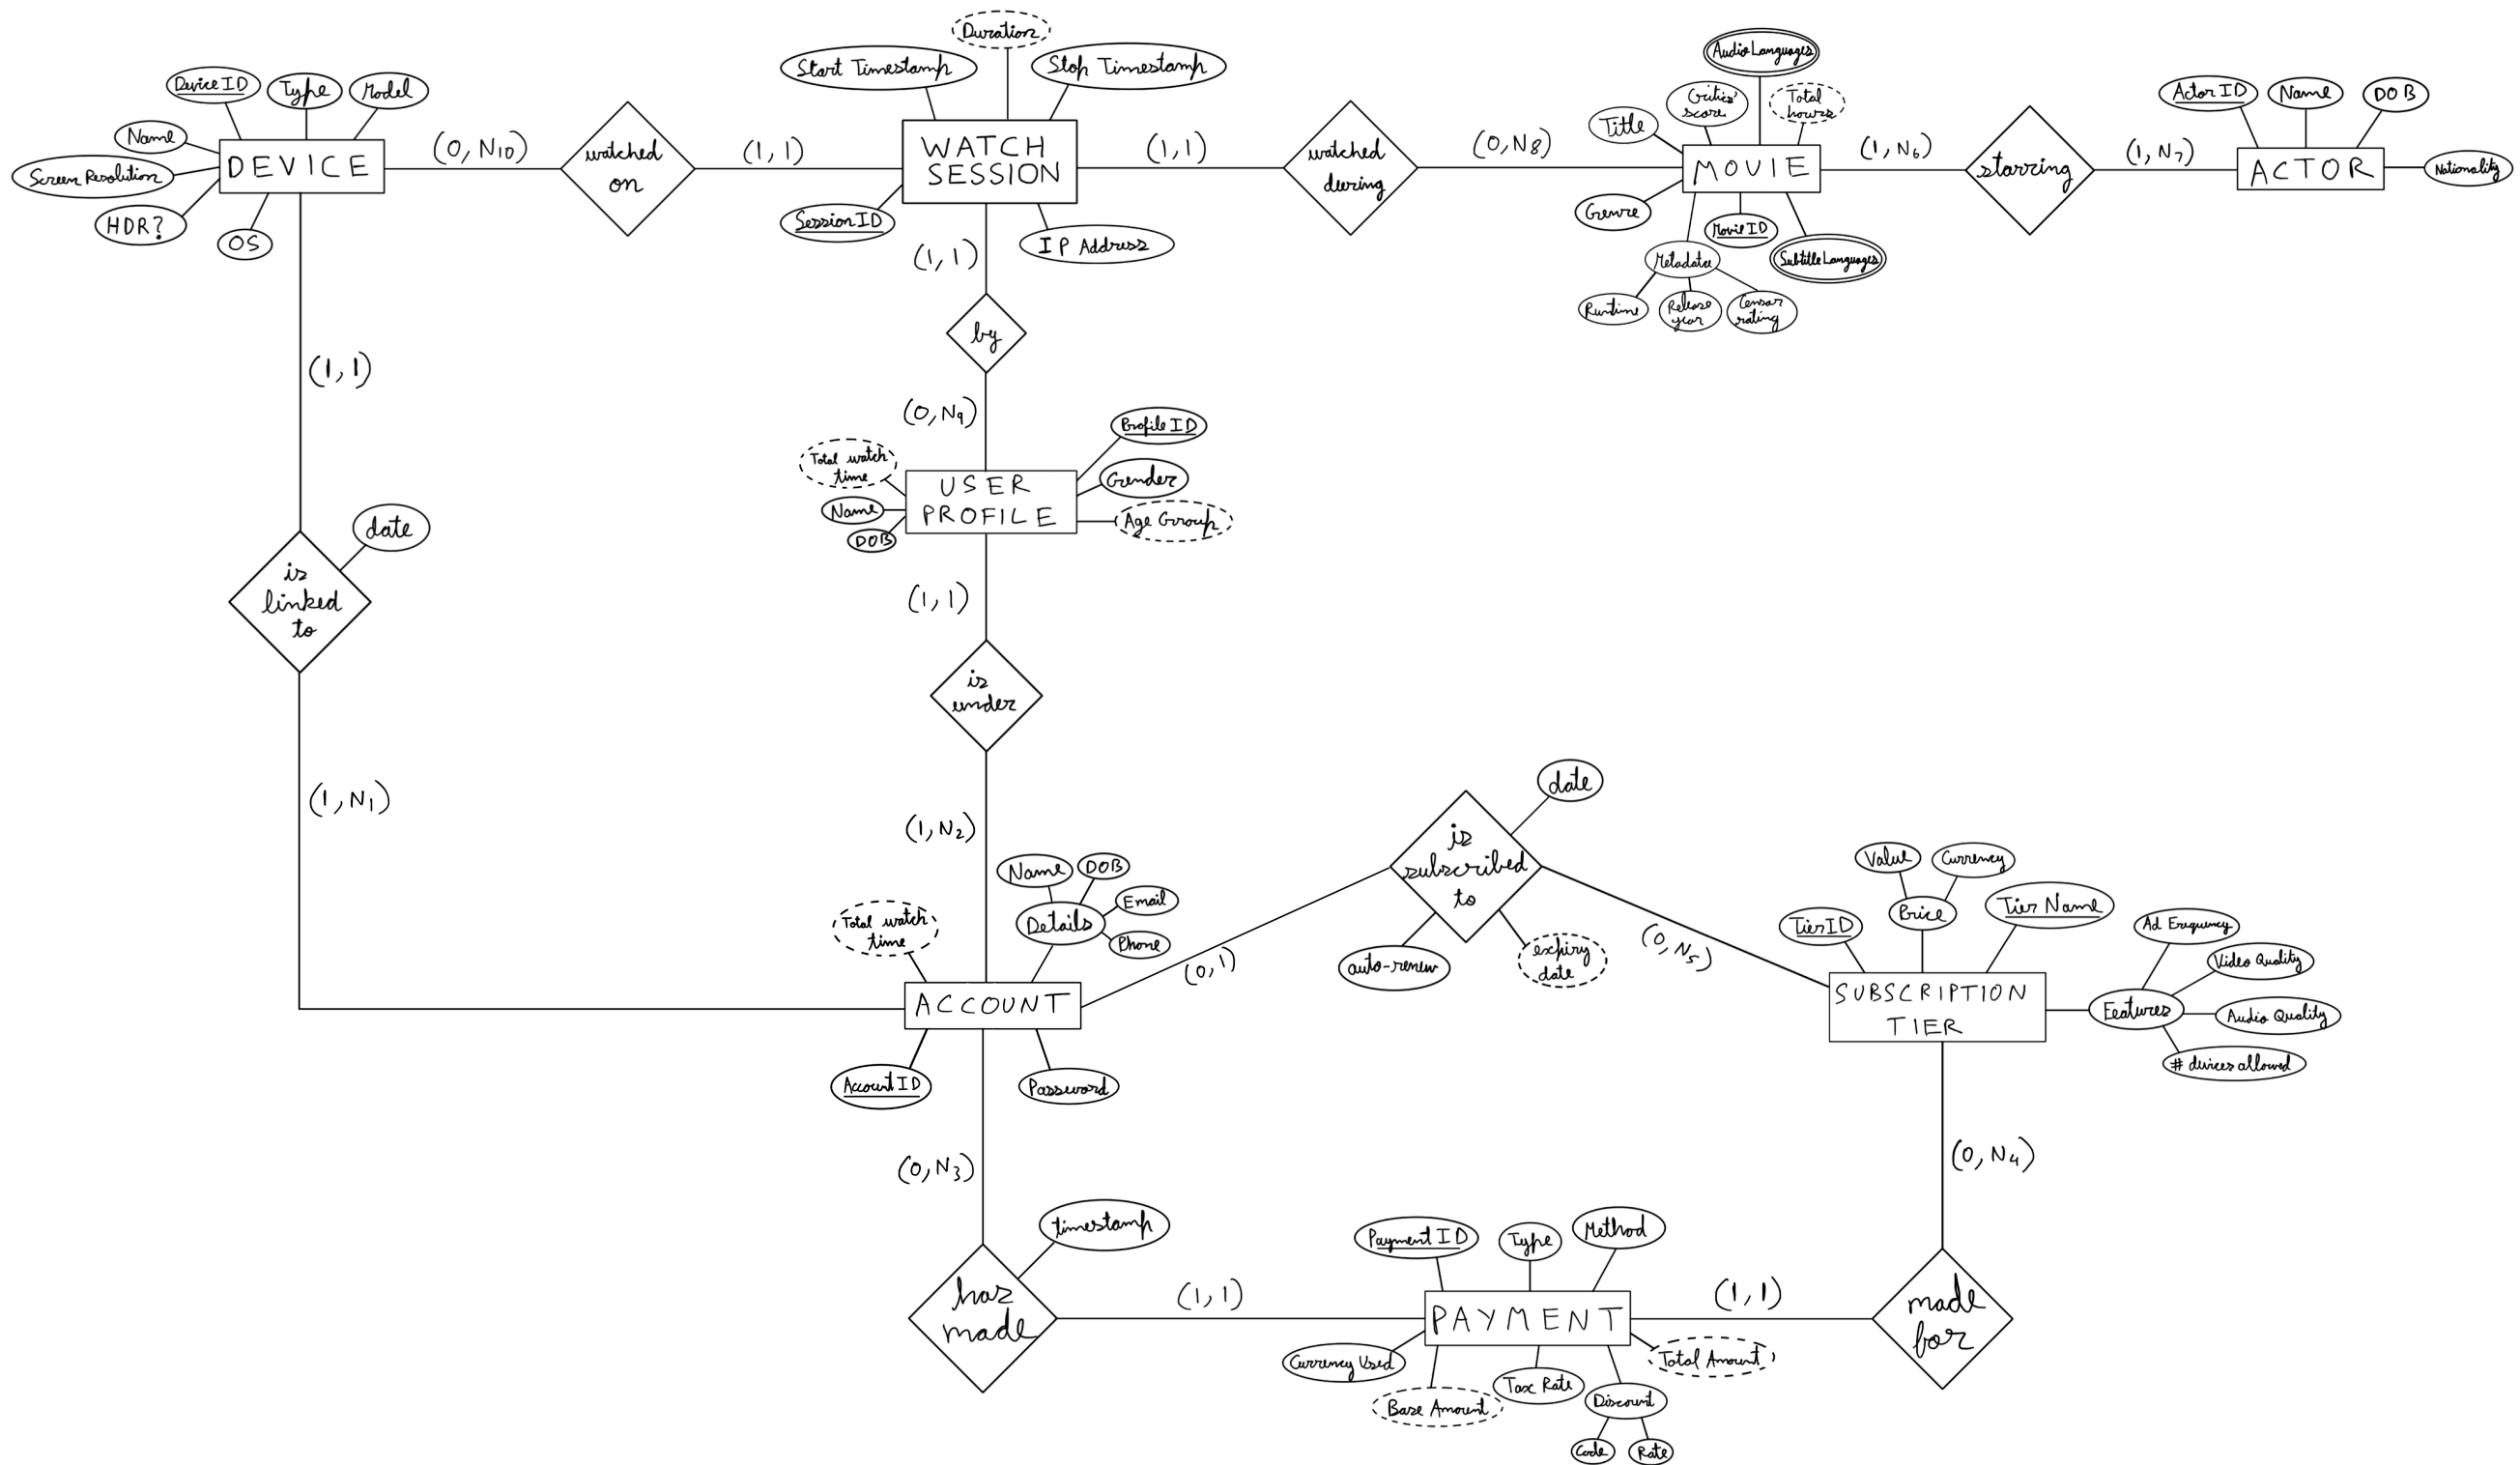 Duration
Start Timestamp
Stop Timestamp
Audio Languages
Device ID
Type
Model
Critics'
score
Total
hours
Actor ID
Name
DOB
Name
Title
DEVICE
(0, N10)
watched
on
(1, 1)
WATCH
SESSION
(1, 1)
watched
during
(0, N8)
MOVIE
(1, N6)
starring
(1, N7)
ACTOR
Nationality
Screen Resolution
HDR?
OS
Session ID
IP Address
Genre
Movie ID
Subtitle Languages
Metadata
Runtime
Release
year
Censor
rating
(1, 1)
by
(1, 1)
(0, N9)
Profile ID
Total watch
time
USER
PROFILE
Gender
Name
Age Group
DOB
date
is
linked
to
(1, 1)
is
under
(1, N1)
(1, N2)
date
is
subscribed
to
Name
DOB
Email
Details
Phone
Total watch
time
Value
Currency
Price
TierID
Tier Name
Ad Frequency
Video Quality
Features
Audio Quality
# devices allowed
auto-renew
expiry
date
(0, 1)
(0, N5)
ACCOUNT
SUBSCRIPTION
TIER
Account ID
Password
(0, N3)
(0, N4)
timestamp
Payment ID
Type
Method
has
made
(1, 1)
PAYMENT
(1, 1)
made
for
Currency Used
Base Amount
Tax Rate
Discount
Total Amount
Code
Rate